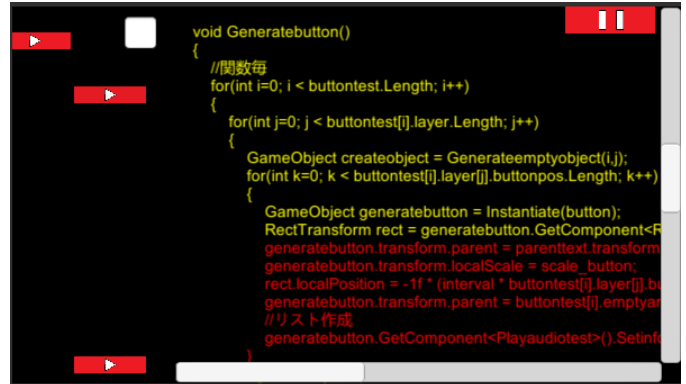 void Generatebutton()
{
//関数毎
for(int i=0; i < buttontest.Length; i++)
{
for(int j=0; j < buttontest[i].layer.Length; j++)
{
GameObject createobject = Generateemptyobject(i,j);
for(int k=0; k < buttontest[i].layer[j].buttonpos.Length; k++)
{
GameObject generatebutton = Instantiate(button);
RectTransform rect = generatebutton.GetComponent<R
generatebutton.transform.parent = parenttext.transform
generatebutton.transform.localScale = scale_button;
rect.localPosition = -1f * (interval * buttontest[i].layer[j].bu
generatebutton.transform.parent = buttontest[i].emptyar
//リスト作成
generatebutton.GetComponent<Playaudiotest>().Setinfo
}